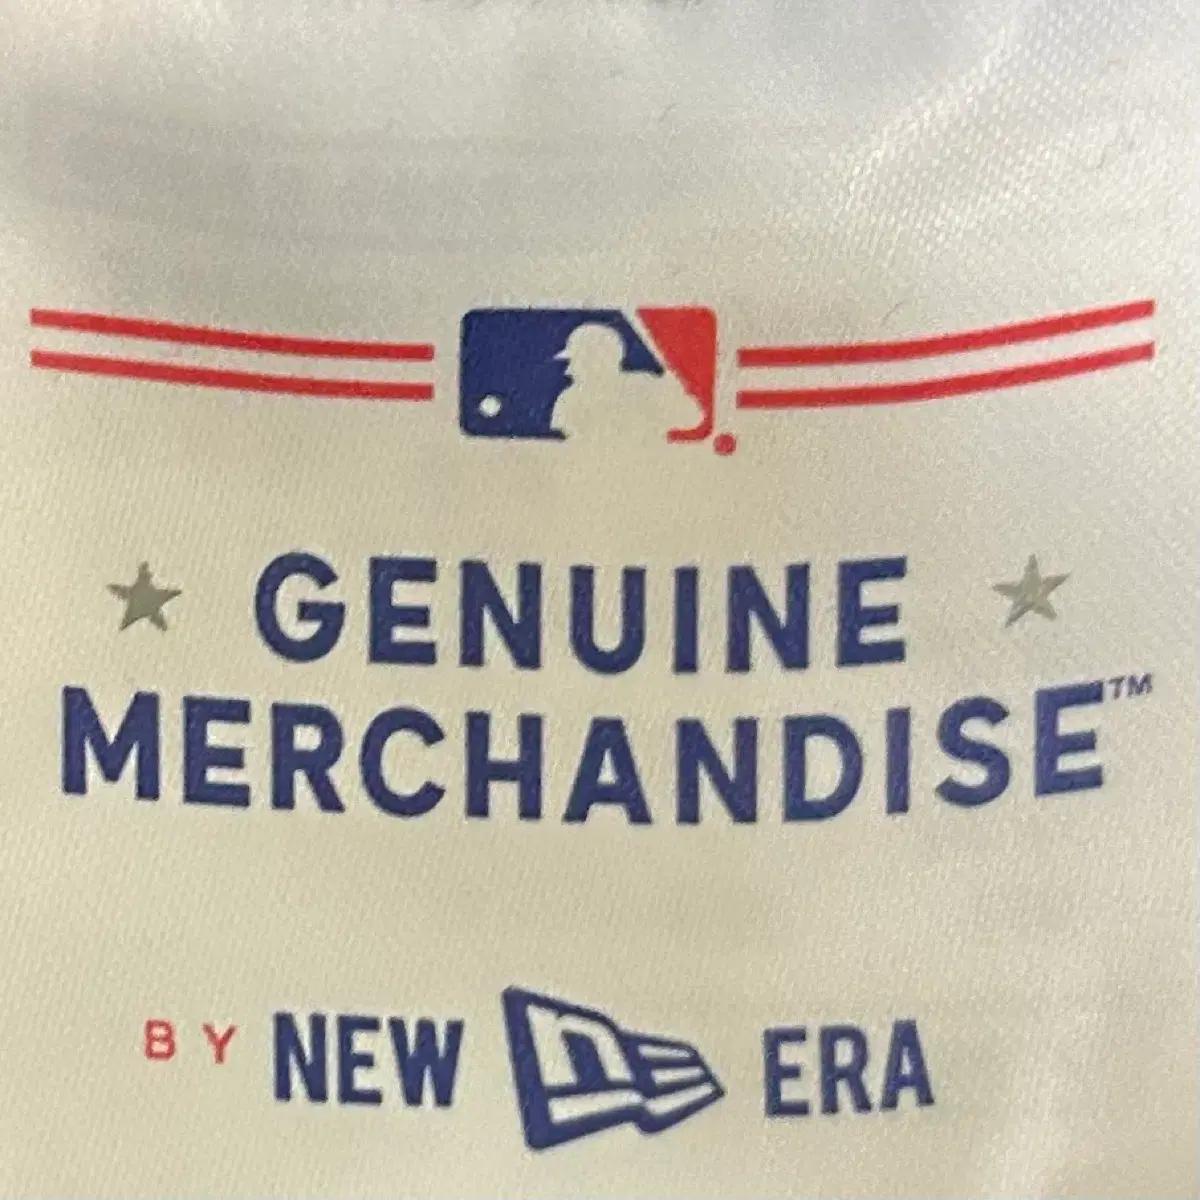 GENUINE
MERCHANDISE™
BY NEW ERA